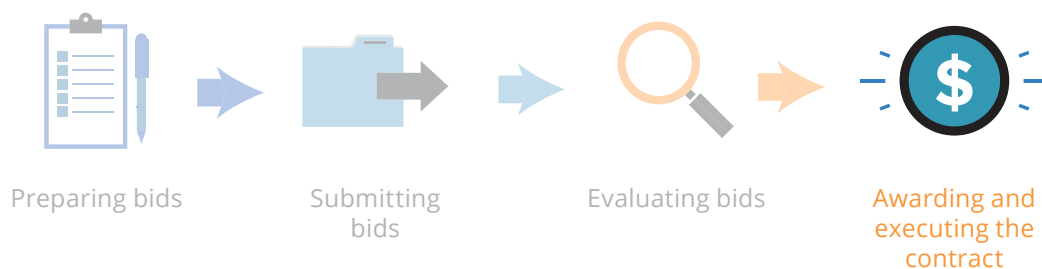 $
Preparing bids
Submitting
bids
Evaluating bids
Awarding and
executing the
contract